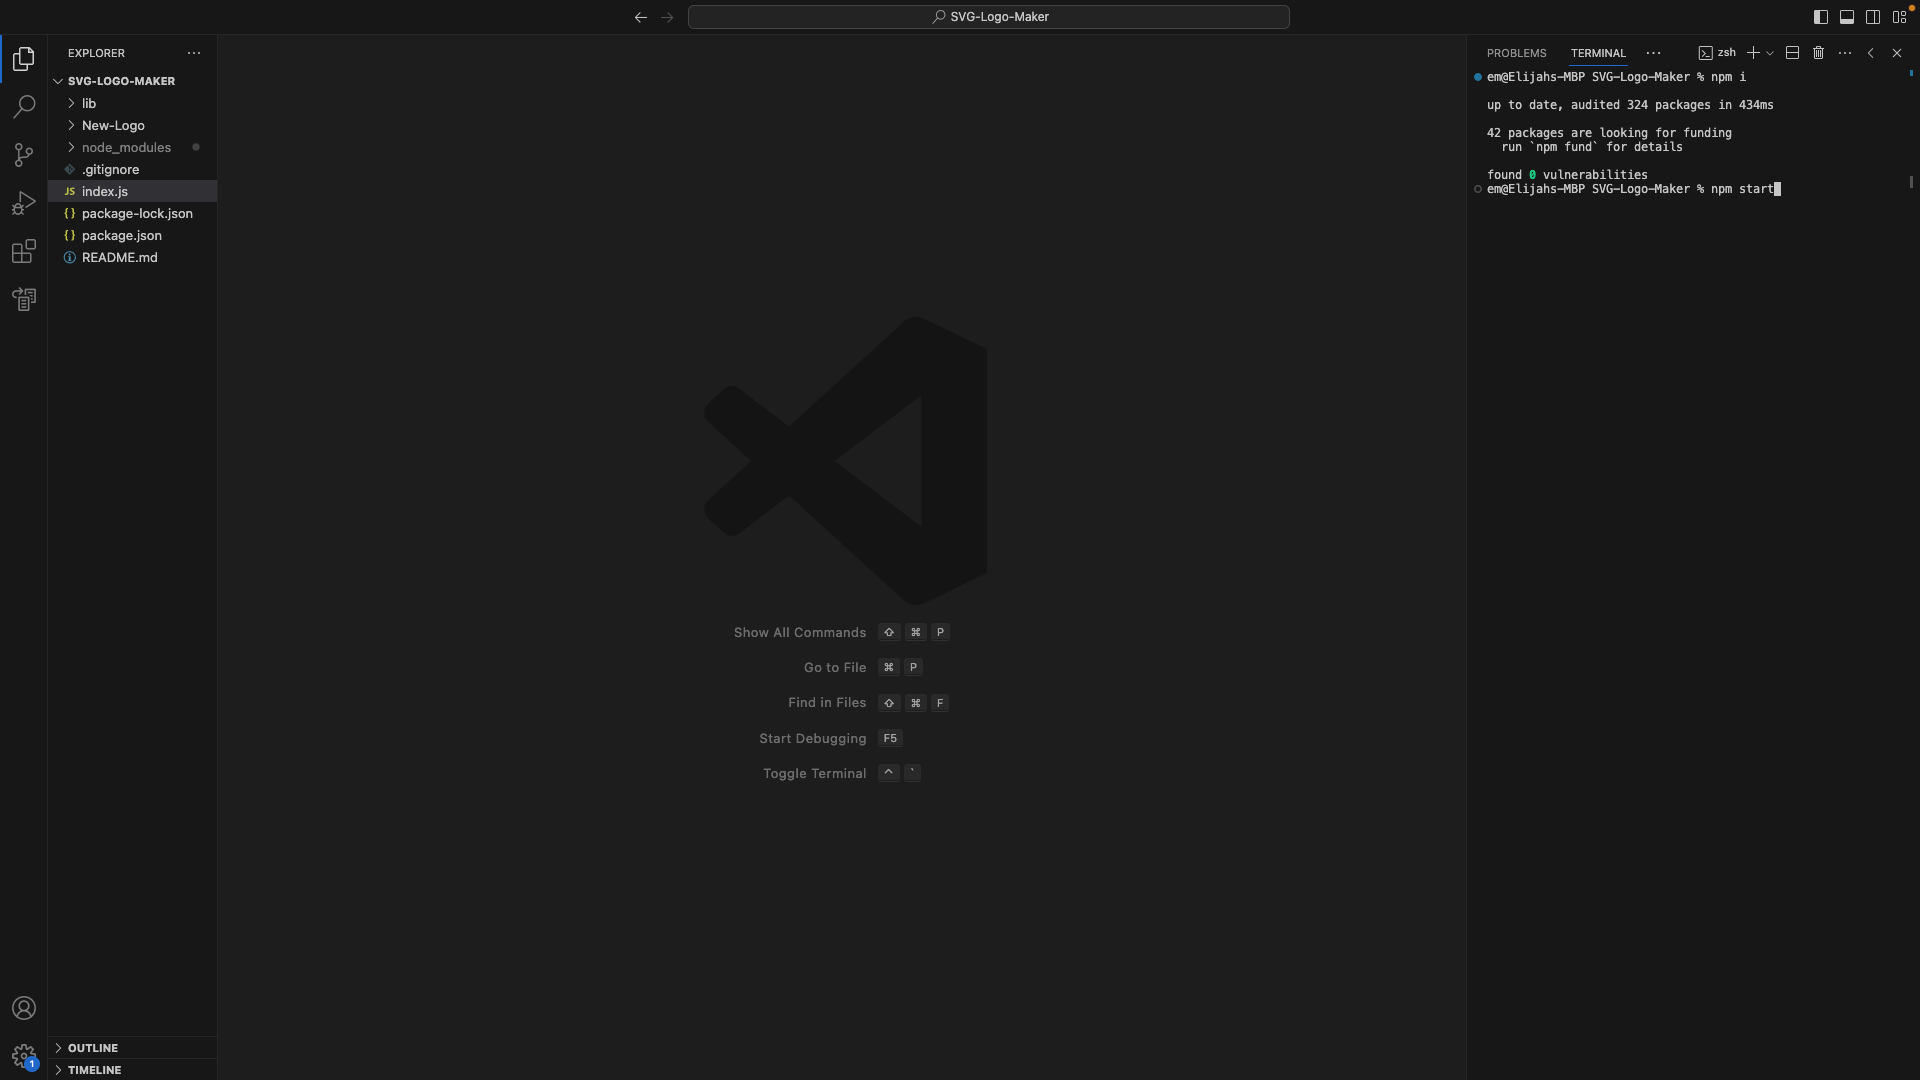 SVG-Logo-Maker
EXPLORER
SVG-LOGO-MAKER
lib
New-Logo
node_modules
.gitignore
JS index.js
{} package-lock.json
{} package.json
README.md
OUTLINE
TIMELINE
1
Show All Commands ⇧ ⌘ P
Go to File ⌘ P
Find in Files ⇧ ⌘ F
Start Debugging F5
Toggle Terminal ^ `
PROBLEMS TERMINAL ··· zsh
em@Elijahs-MBP SVG-Logo-Maker % npm i
up to date, audited 324 packages in 434ms
42 packages are looking for funding
run `npm fund` for details
found 0 vulnerabilities
em@Elijahs-MBP SVG-Logo-Maker % npm start